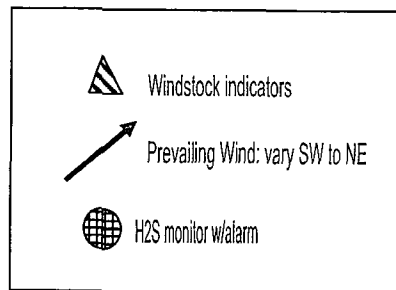 Windstock indicators
Prevailing Wind: vary SW to NE
H2S monitor w/alarm